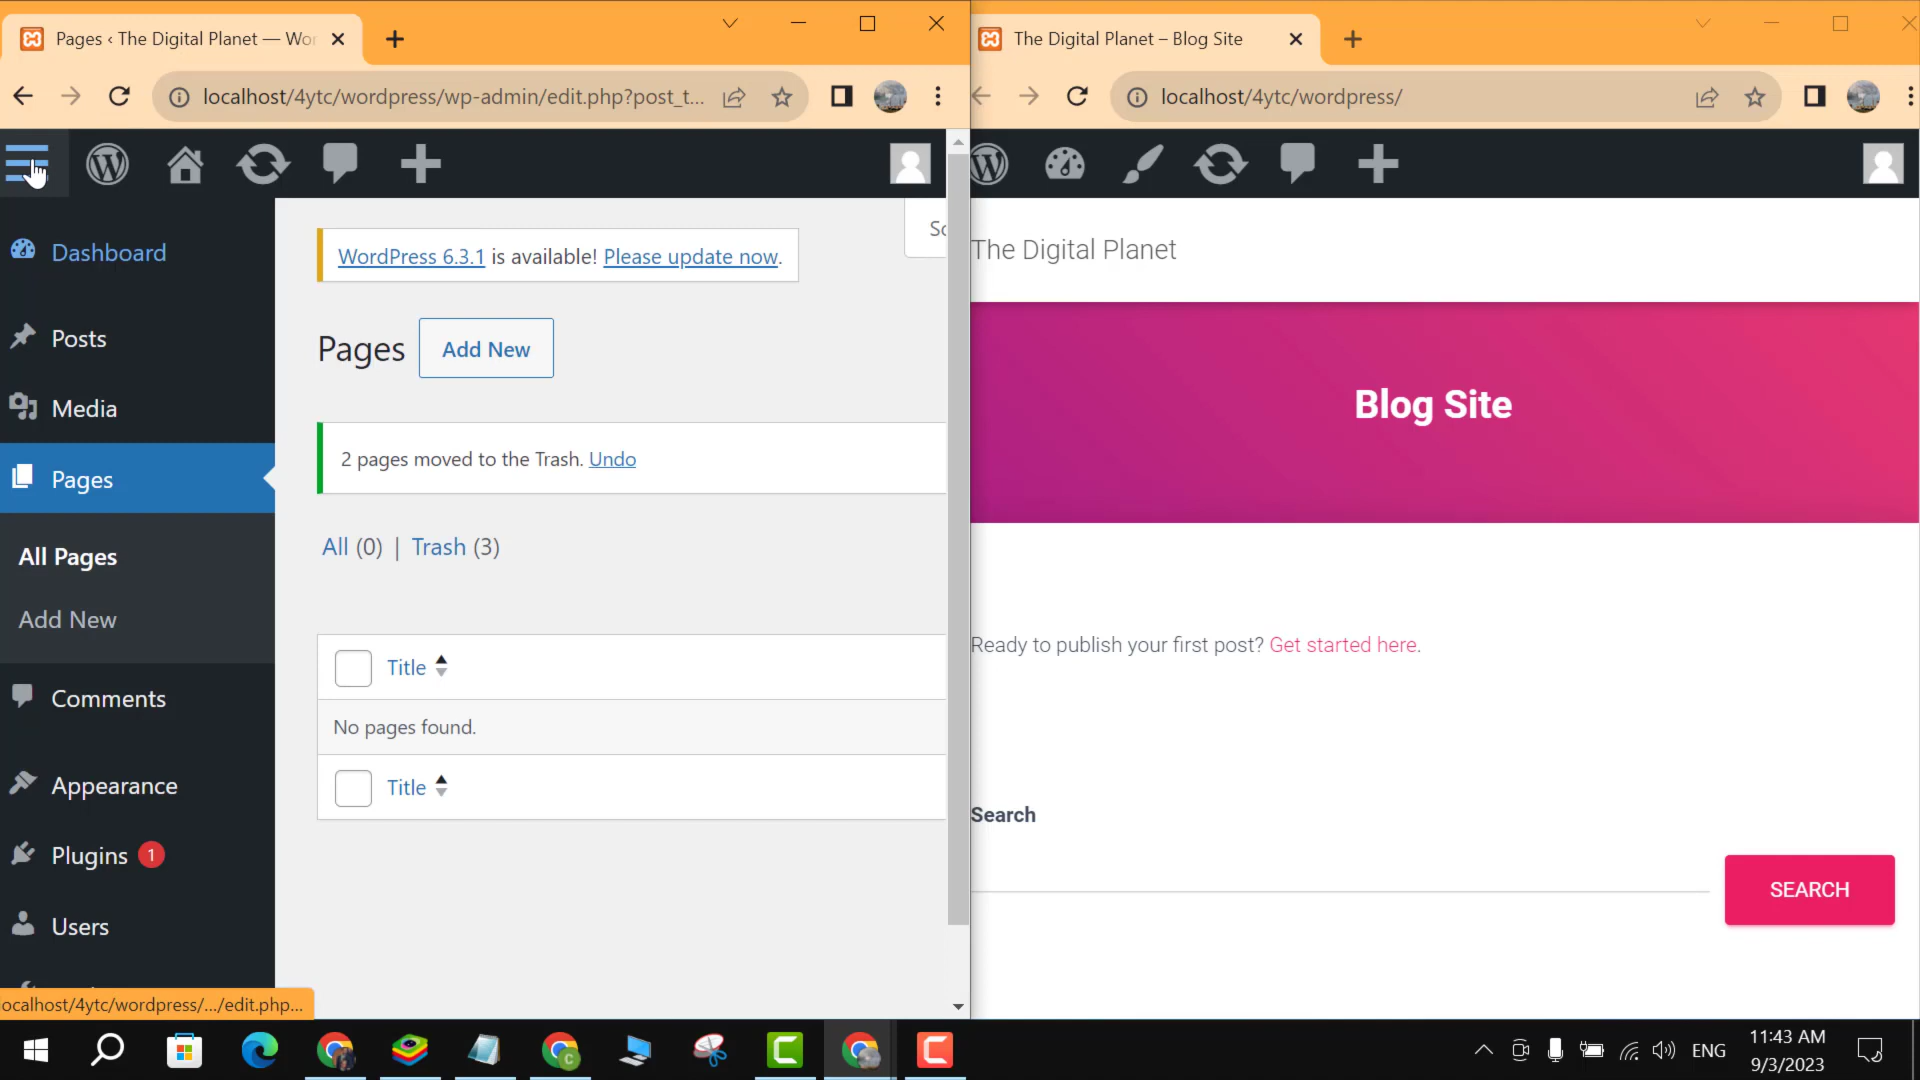 Pages ‹ The Digital Planet — Wor
localhost/4ytc/wordpress/wp-admin/edit.php?post_t...
Dashboard
Posts
Media
Pages
All Pages
Add New
Comments
Appearance
Plugins 1
Users
localhost/4ytc/wordpress/.../edit.php...
WordPress 6.3.1 is available! Please update now.
Pages Add New
2 pages moved to the Trash. Undo
All (0) | Trash (3)
Title
No pages found.
Title
The Digital Planet – Blog Site
localhost/4ytc/wordpress/
The Digital Planet
Blog Site
Ready to publish your first post? Get started here.
Search
SEARCH
ENG
11:43 AM
9/3/2023